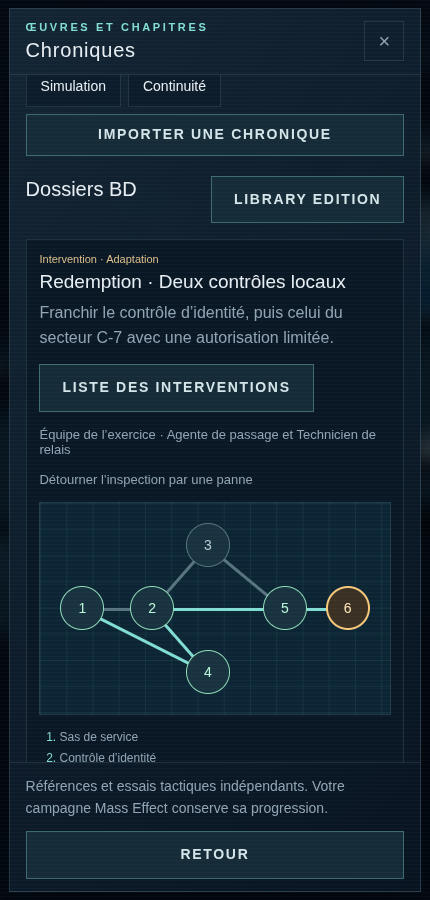 ŒUVRES ET CHAPITRES
Chroniques
×
Simulation
Continuité
IMPORTER UNE CHRONIQUE
Dossiers BD
LIBRARY EDITION
Intervention · Adaptation
Redemption · Deux contrôles locaux
Franchir le contrôle d’identité, puis celui du
secteur C-7 avec une autorisation limitée.
LISTE DES INTERVENTIONS
Équipe de l’exercice · Agente de passage et Technicien de
relais
Détourner l’inspection par une panne
3
1
2
5
6
4
1. Sas de service
2. Contrôle d’identité
Références et essais tactiques indépendants. Votre
campagne Mass Effect conserve sa progression.
RETOUR